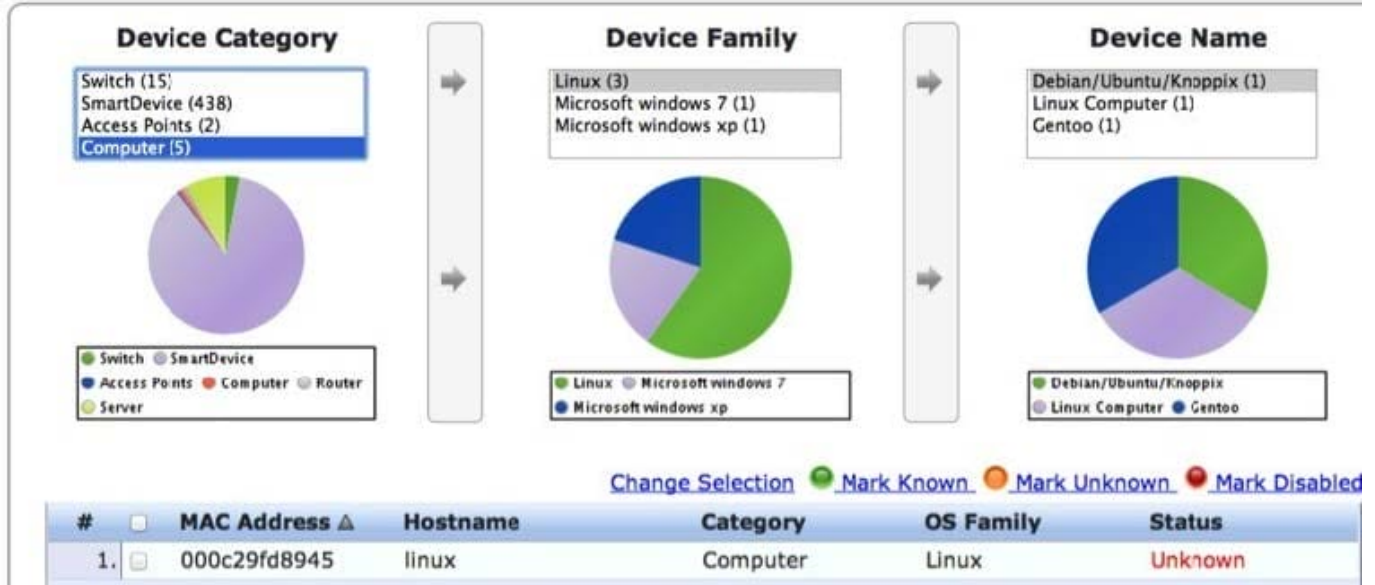 Device Category
Switch (15)
SmartDevice (438)
Access Points (2)
Computer (5)
Switch SmartDevice
Access Points Computer Router
Server
Device Family
Linux (3)
Microsoft windows 7 (1)
Microsoft windows xp (1)
Linux Microsoft windows 7
Microsoft windows xp
Device Name
Debian/Ubuntu/Knoppix (1)
Linux Computer (1)
Gentoo (1)
Debian/Ubuntu/Knoppix
Linux Computer Gentoo
Change Selection Mark Known Mark Unknown Mark Disabled
# MAC Address Hostname Category OS Family Status
1. 000c29fd8945 linux Computer Linux Unknown